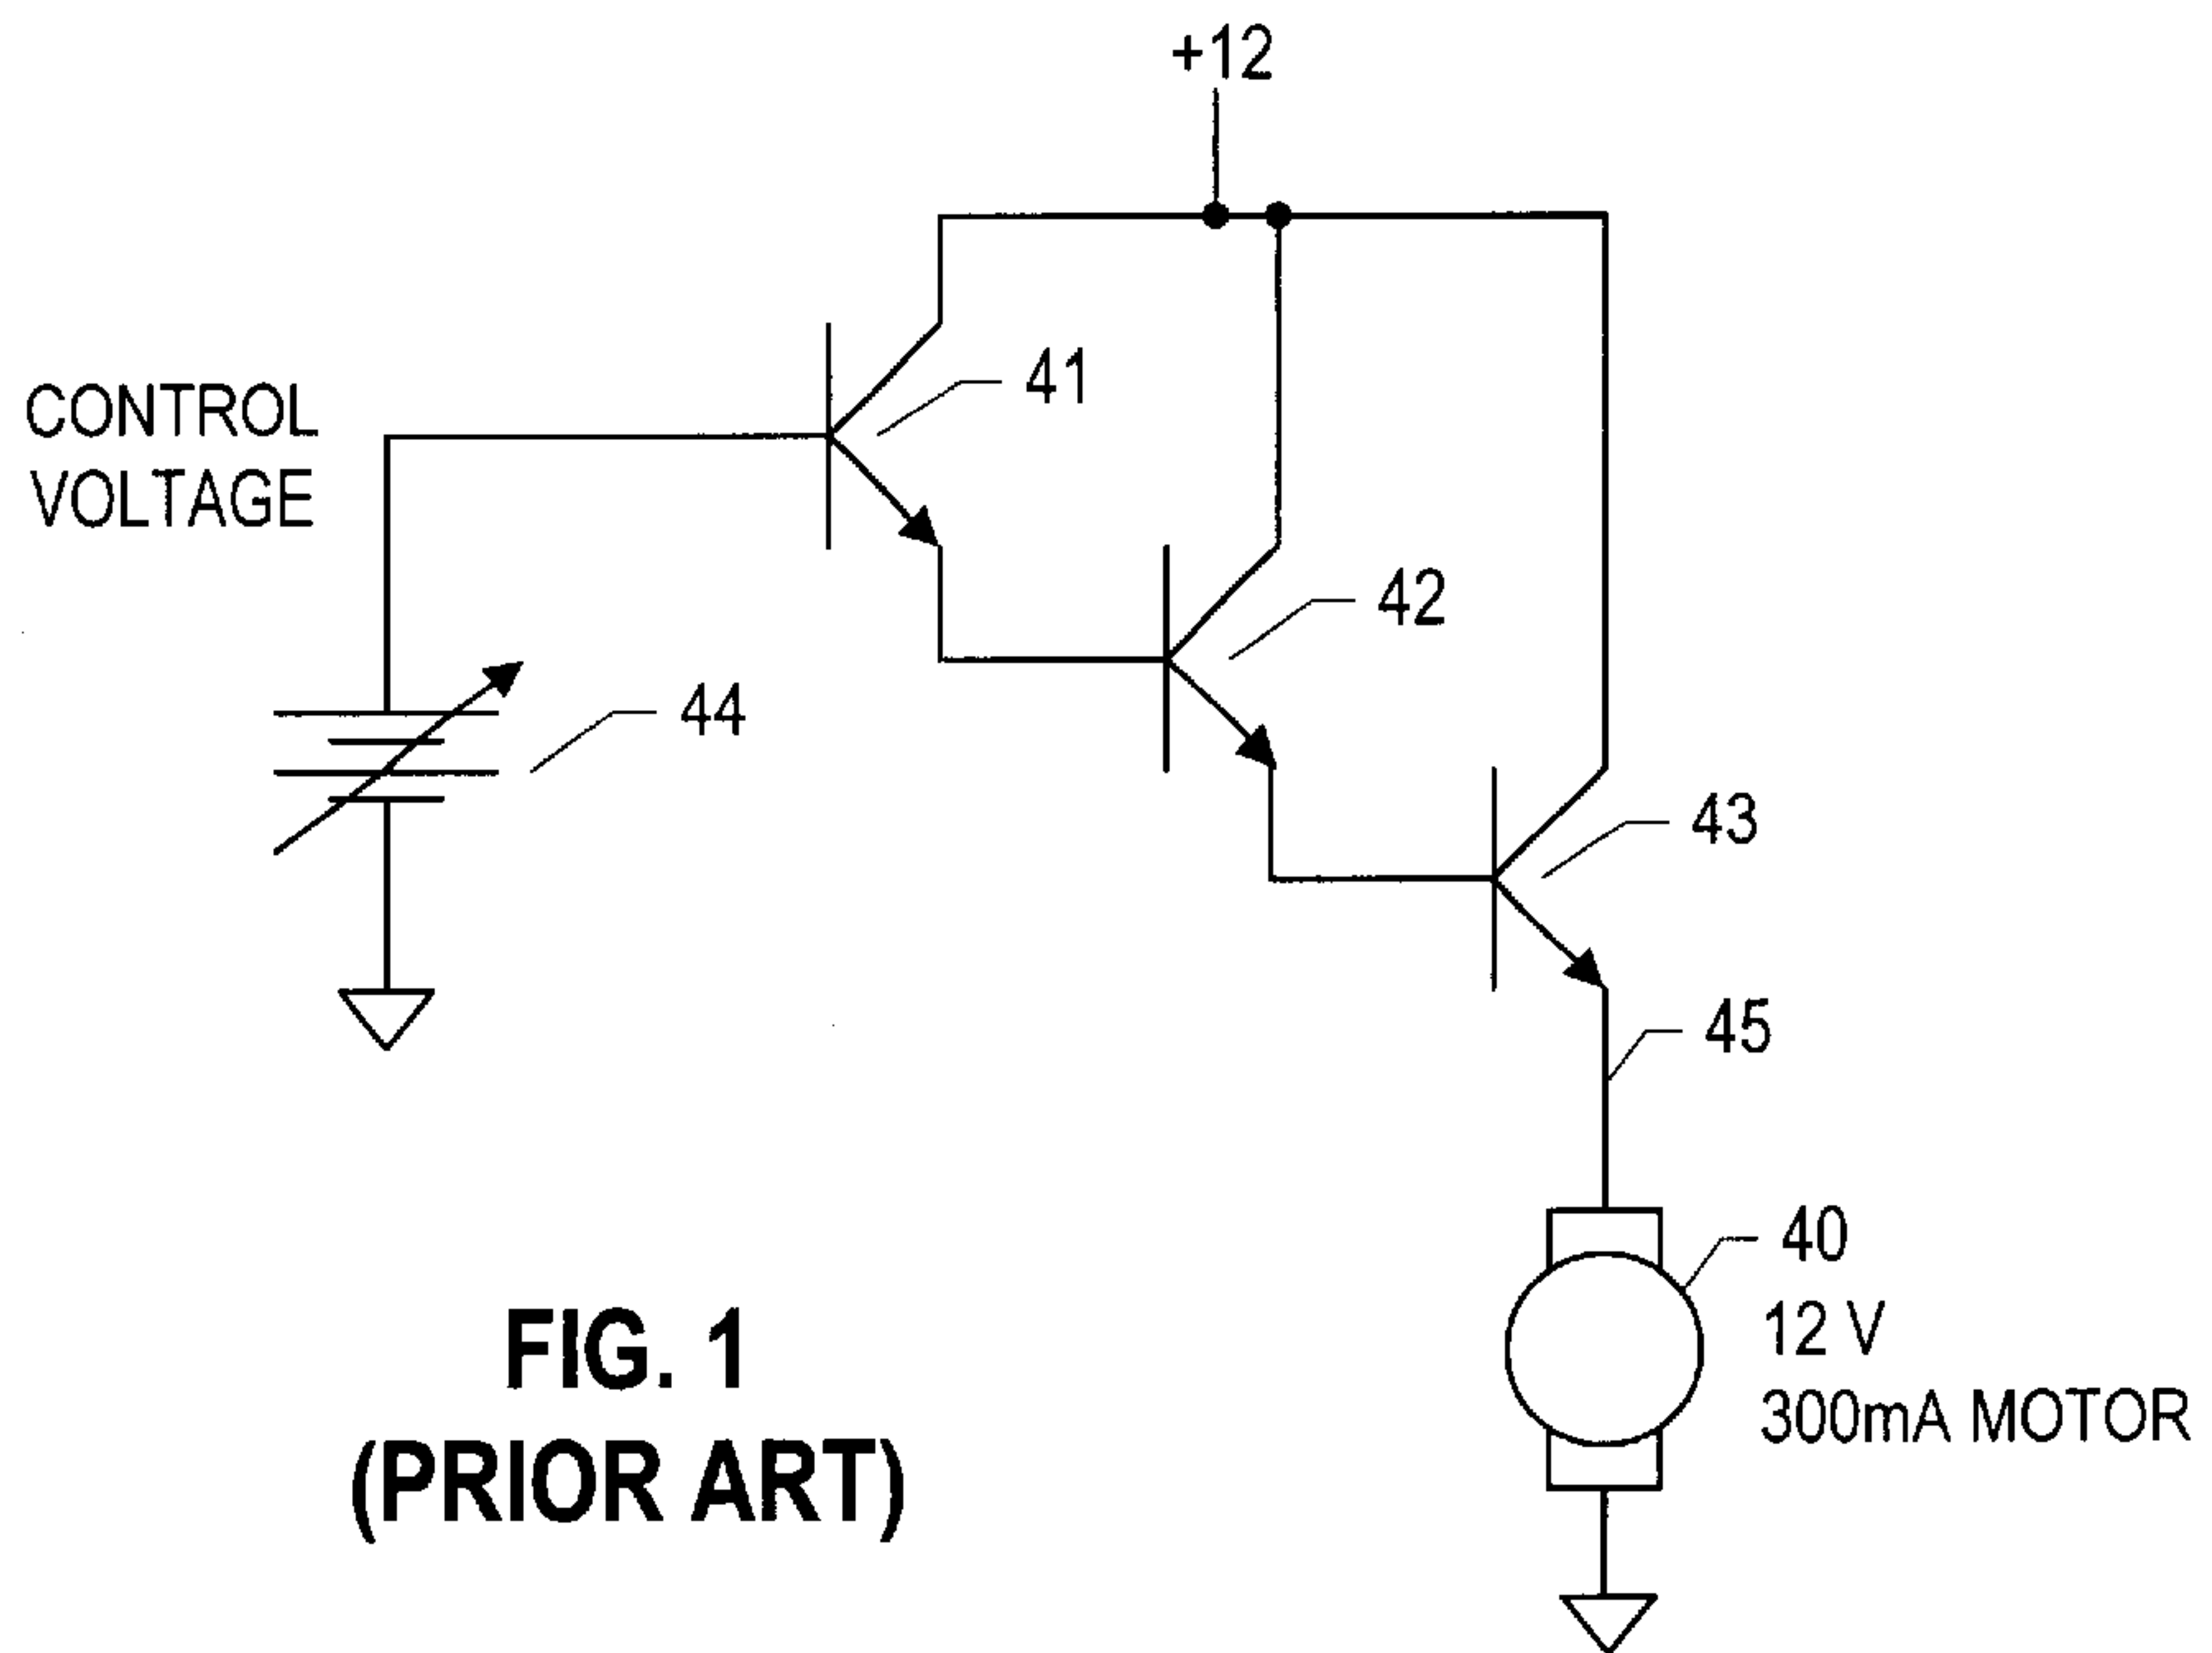 +12
CONTROL
VOLTAGE
41
42
44
43
45
40
12 V
300mA MOTOR
FIG. 1
(PRIOR ART)